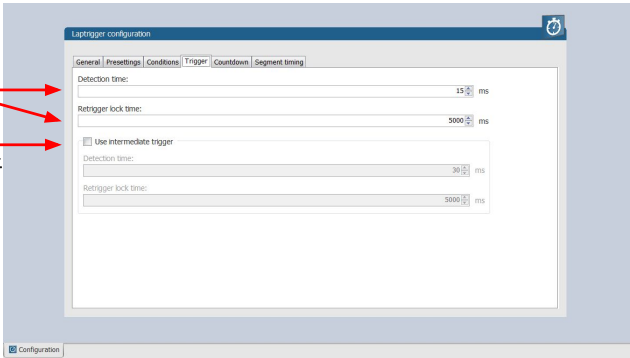 Laptrigger configuration
General Presettings Conditions Trigger Countdown Segment timing
Detection time:
15 ms
Retrigger lock time:
5000 ms
Use intermediate trigger
Detection time:
30 ms
Retrigger lock time:
5000 ms
Configuration